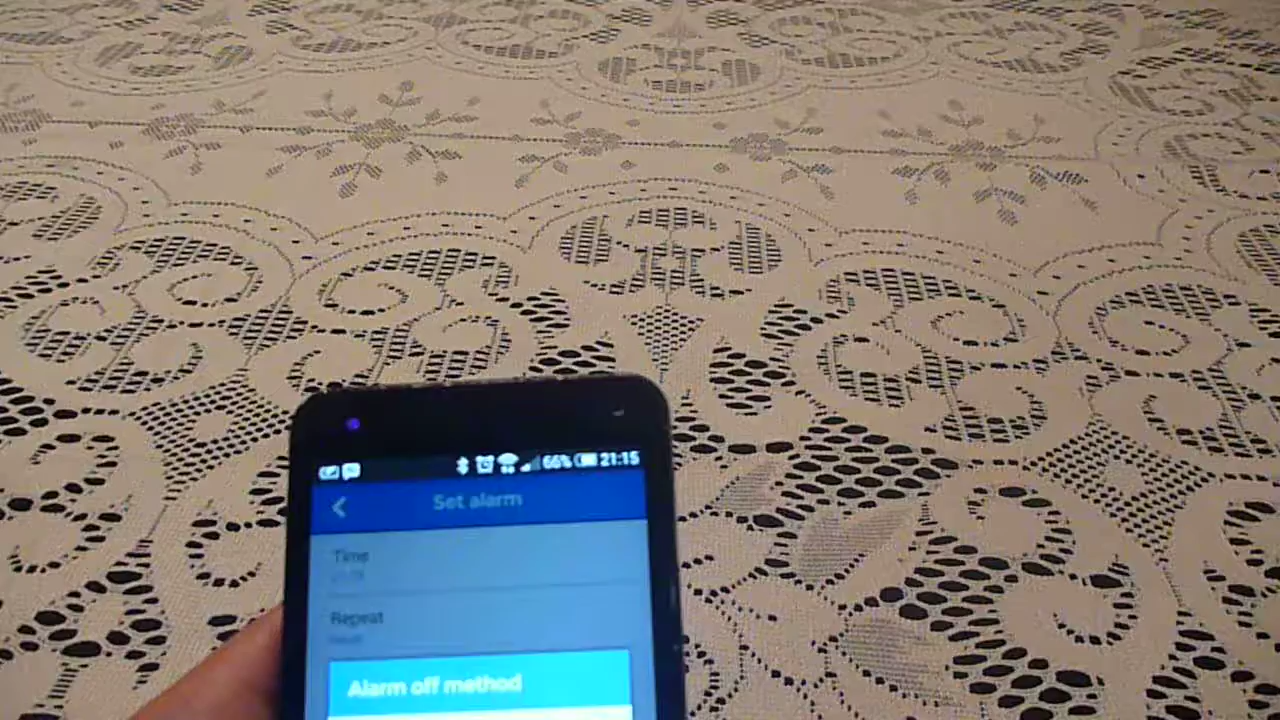 66% 21:15
Set alarm
Time
Repeat
Alarm off method